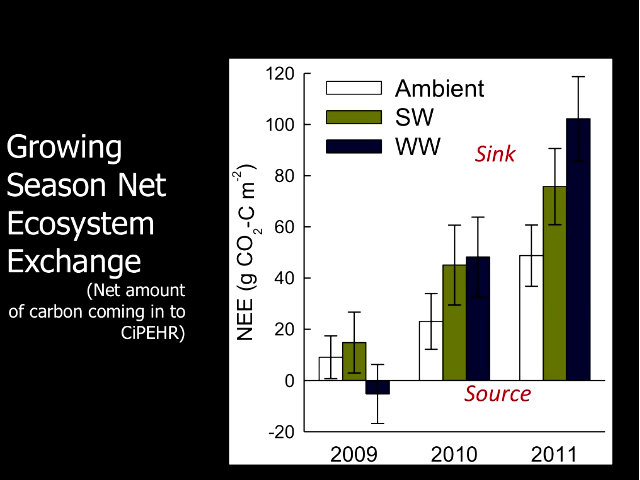 Growing
Season Net
Ecosystem
Exchange
(Net amount
of carbon coming in to
CiPEHR)
NEE (g CO2-C m-2)
120
100
80
60
40
20
0
-20
Ambient
SW
WW
Sink
Source
2009 2010 2011